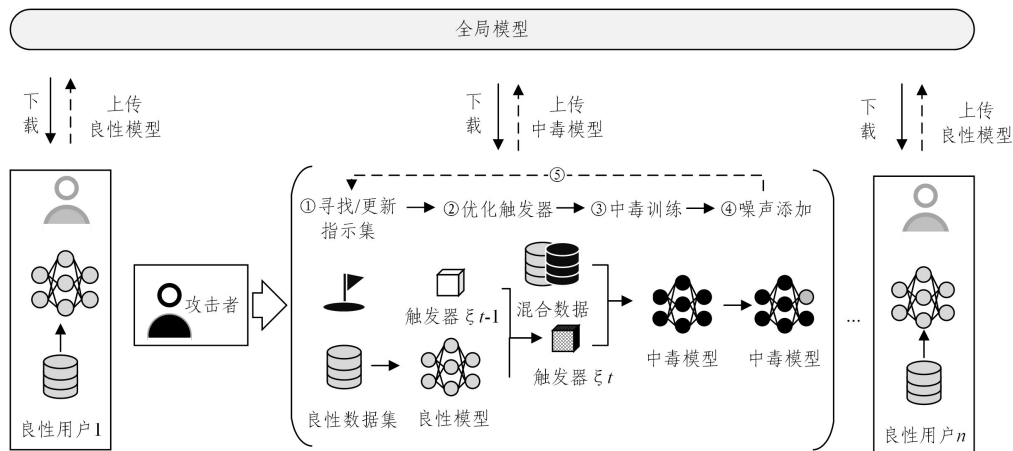 全局模型
下载
上传
良性模型
下载
上传
中毒模型
下载
上传
良性模型
⑤
①寻找/更新
指示集
②优化触发器
③中毒训练
④噪声添加
攻击者
触发器ξt-1
混合数据
触发器ξt
中毒模型
中毒模型
...
良性数据集
良性模型
良性用户1
良性用户n